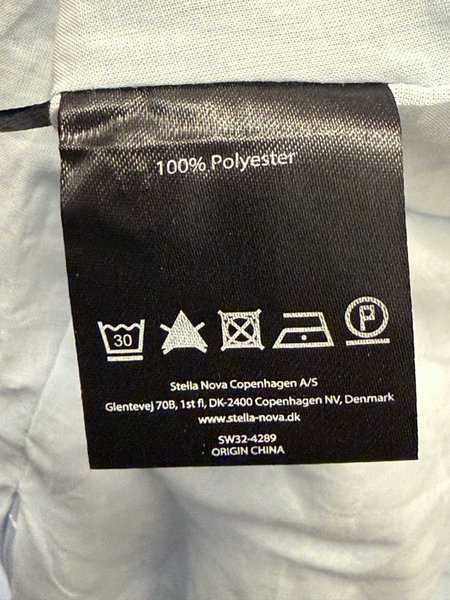 100% Polyester
30
P
Stella Nova Copenhagen A/S
Glentevej 70B, 1st fl, DK-2400 Copenhagen NV, Denmark
www.stella-nova.dk
SW32-4289
ORIGIN CHINA